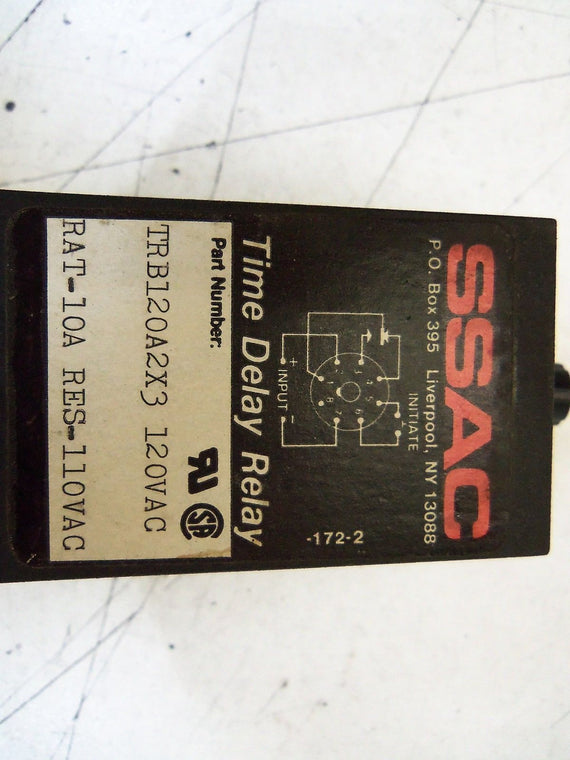 SSAC
P.O. Box 395 Liverpool, NY 13088
INITIATE
+ INPUT -
-172-2
Time Delay Relay
Part Number:
TRB120A2X3 120VAC
RAT-10A RES-110VAC